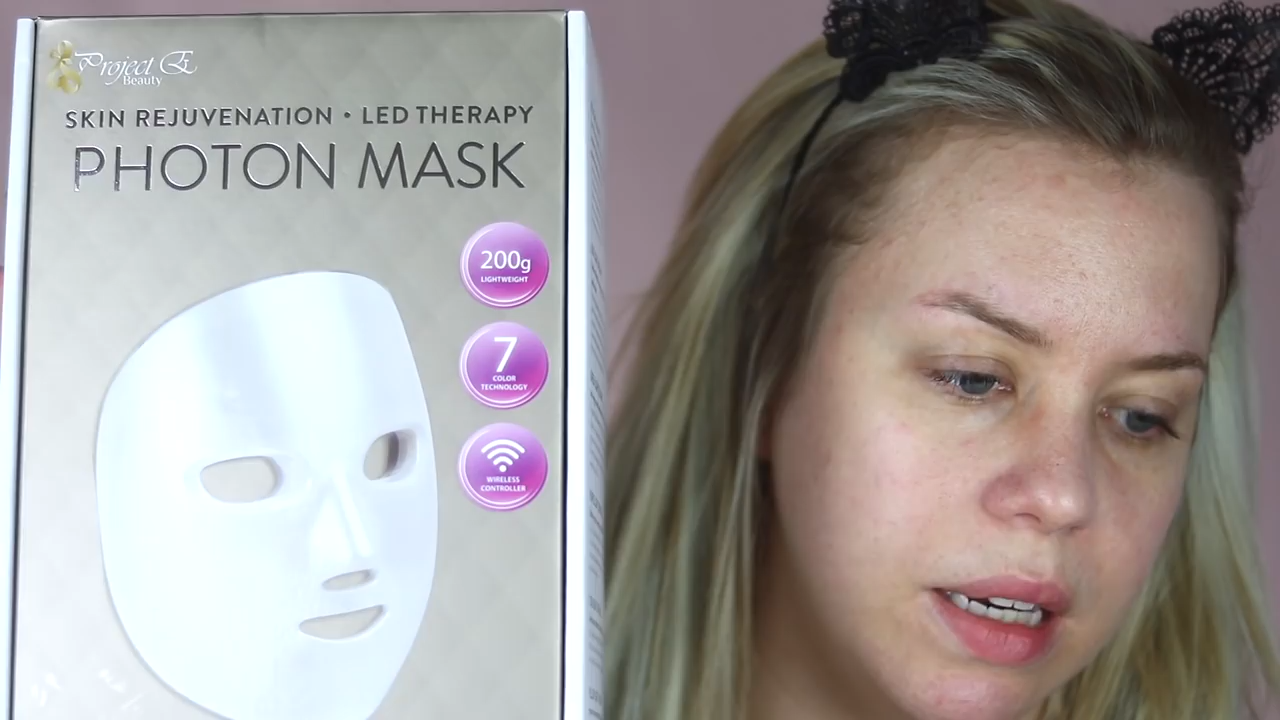 Project E
Beauty
SKIN REJUVENATION • LED THERAPY
PHOTON MASK
200g
LIGHTWEIGHT
7
COLOR
TECHNOLOGY
WIRELESS
CONTROLLER